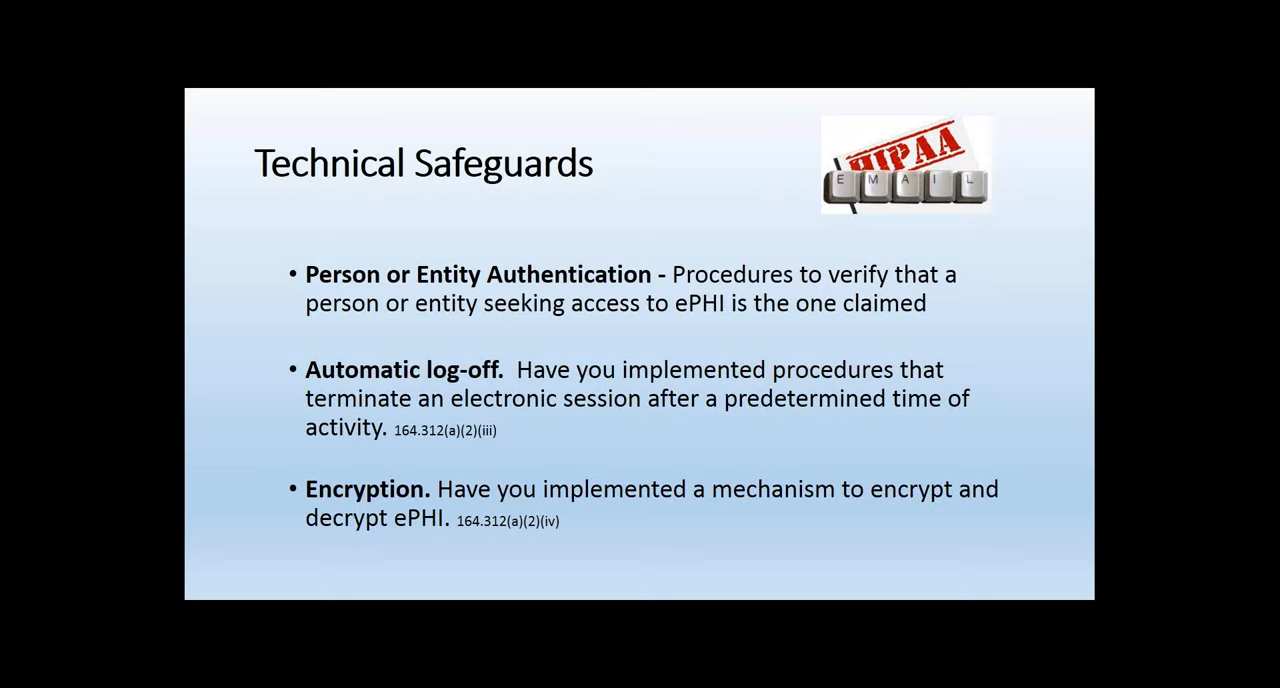 Technical Safeguards
HIPAA
E M A I L
• Person or Entity Authentication - Procedures to verify that a
person or entity seeking access to ePHI is the one claimed
• Automatic log-off.  Have you implemented procedures that
terminate an electronic session after a predetermined time of
activity. 164.312(a)(2)(iii)
• Encryption. Have you implemented a mechanism to encrypt and
decrypt ePHI. 164.312(a)(2)(iv)